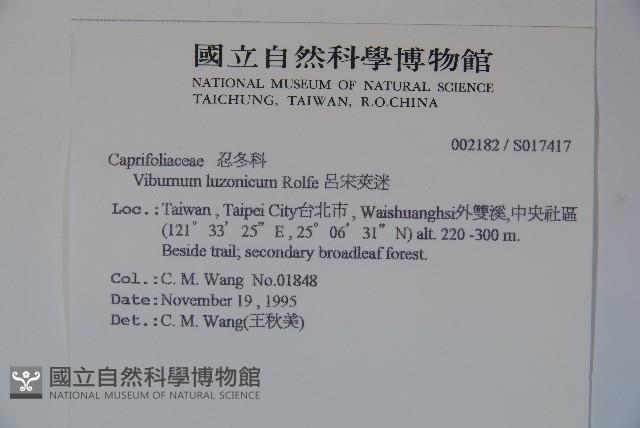 國立自然科學博物館
NATIONAL MUSEUM OF NATURAL SCIENCE
TAICHUNG, TAIWAN, R.O.CHINA
002182 / S017417
Caprifoliaceae 忍冬科
Viburnum luzonicum Rolfe 呂宋莢迷
Loc.:Taiwan , Taipei City台北市 , Waishuanghsi外雙溪,中央社區
(121° 33’ 25” E , 25° 06’ 31” N) alt. 220 -300 m.
Beside trail; secondary broadleaf forest.
Col.:C. M. Wang No.01848
Date:November 19 , 1995
Det.:C. M. Wang(王秋美)
國立自然科學博物館
NATIONAL MUSEUM OF NATURAL SCIENCE